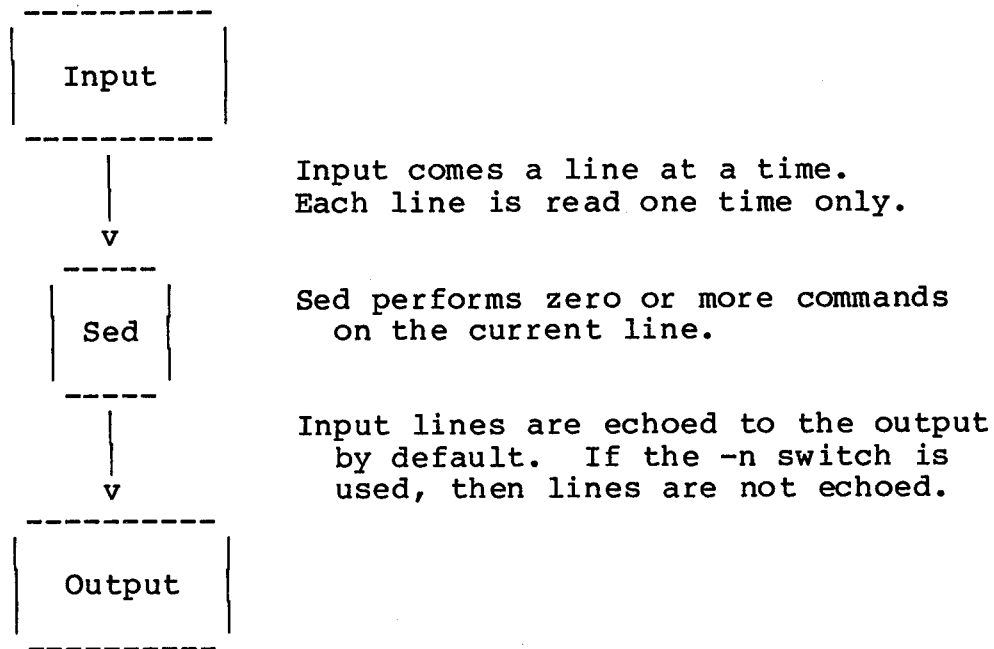 Input
Input comes a line at a time.
Each line is read one time only.
v
Sed performs zero or more commands
Sed
on the current line.
Input lines are echoed to the output
by default.  If the -n switch is
v
used, then lines are not echoed.
Output